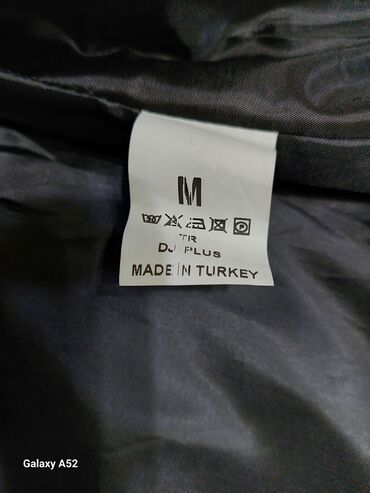 M
TR
DJ PLUS
MADE IN TURKEY
Galaxy A52